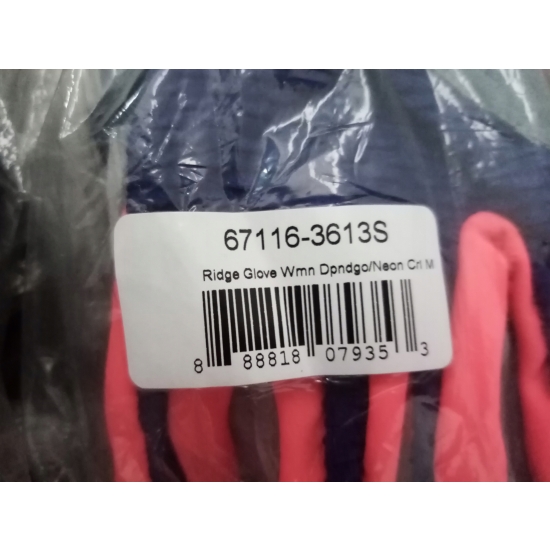 67116-3613S
Ridge Glove Wmn Dpndgo/Neon Crl M
8 88818 07935 3